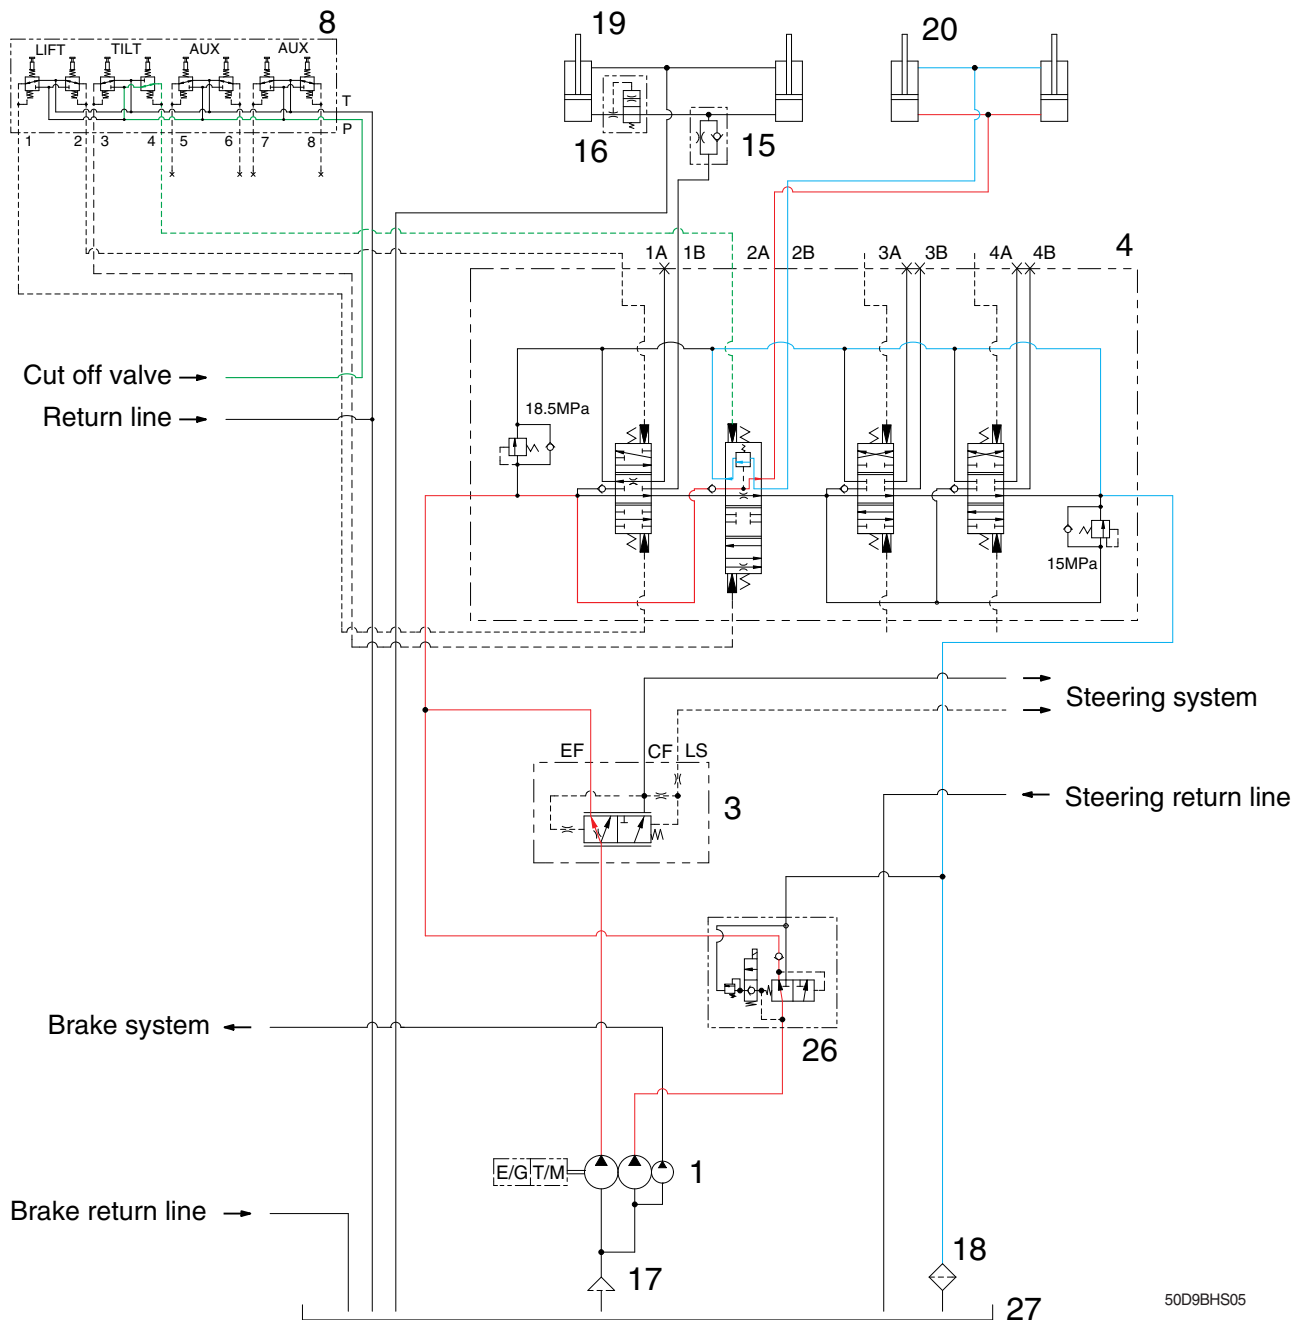 8
19
20
LIFT TILT AUX AUX
T
P
1 2 3 4 5 6 7 8
16
15
1A 1B 2A 2B 3A 3B 4A 4B
4
Cut off valve
Return line
18.5MPa
15MPa
Steering system
EF CF LS
3
Steering return line
26
Brake system
E/G T/M
1
Brake return line
17
18
27
50D9BHS05